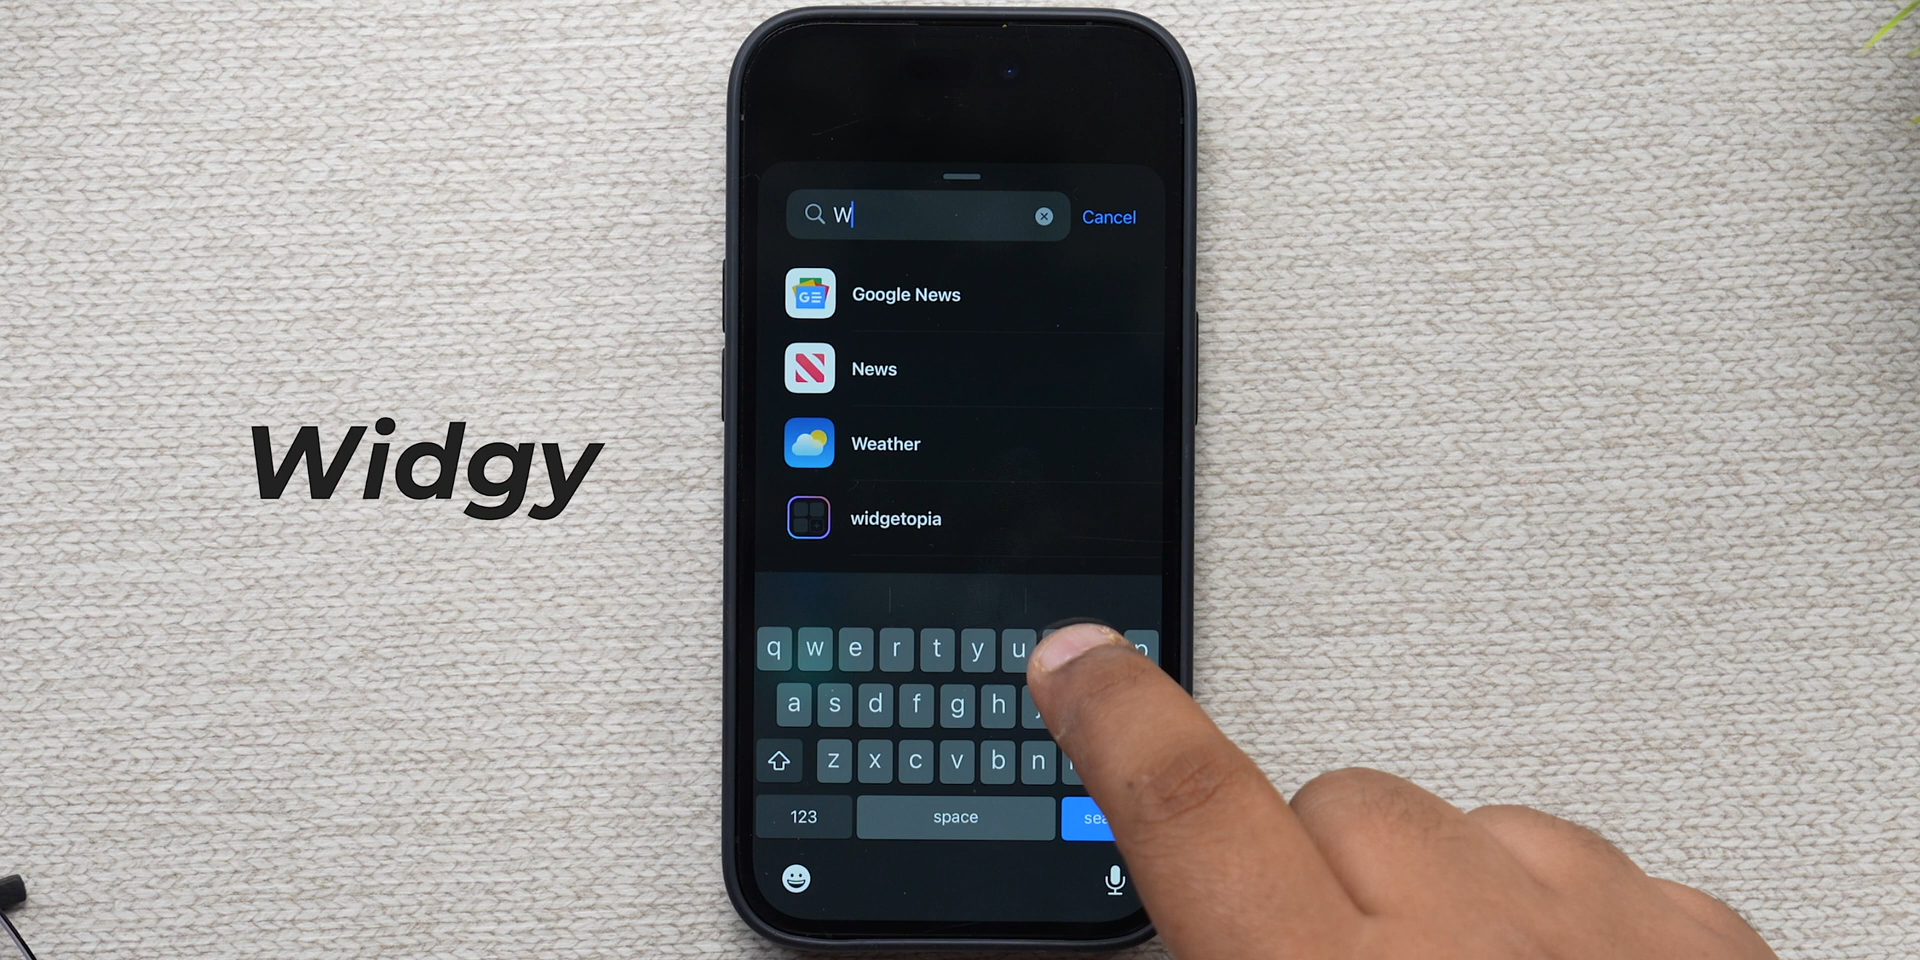 W
Cancel
Google News
News
Weather
widgetopia
Widgy
q w e r t y u p
a s d f g h
z x c v b n
123 space